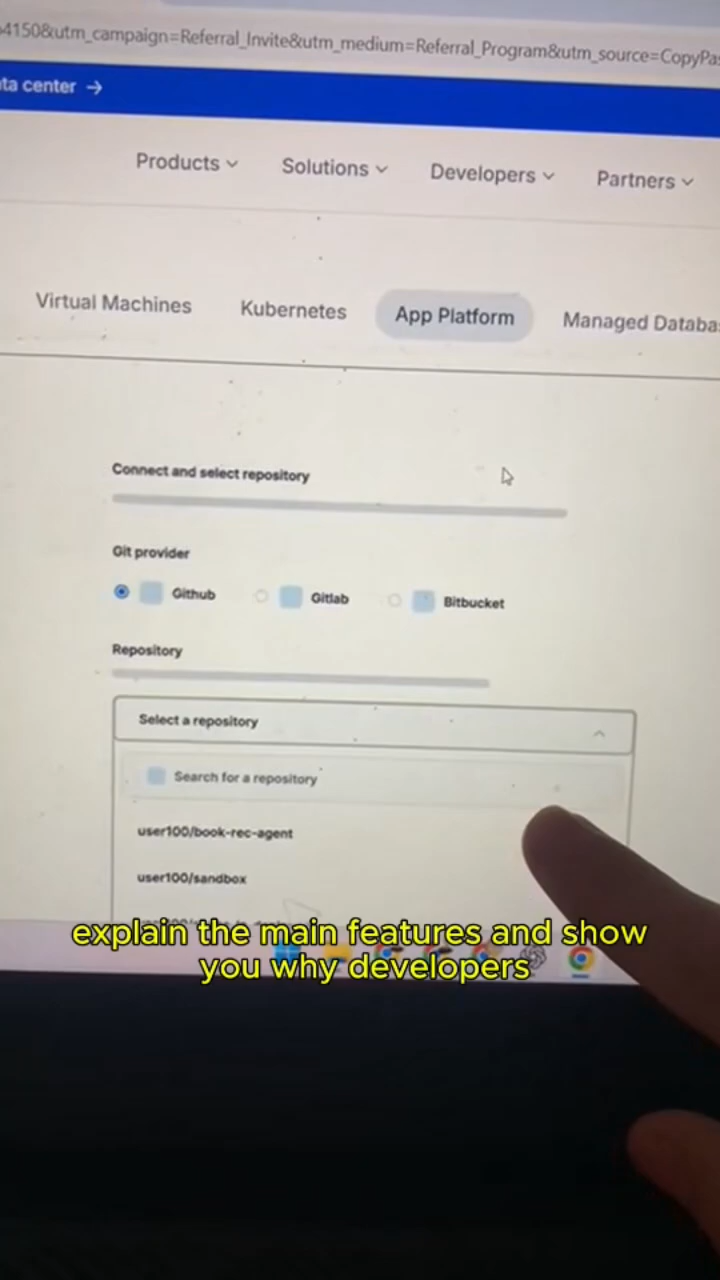 4150&utm_campaign=Referral_Invite&utm_medium=Referral_Program&utm_source=CopyPas
ta center →
Products Solutions Developers Partners
Virtual Machines Kubernetes App Platform Managed Databa
Connect and select repository
Git provider
Github Gitlab Bitbucket
Repository
Select a repository
Search for a repository
user100/book-rec-agent
user100/sandbox
explain the main features and show
you why developers